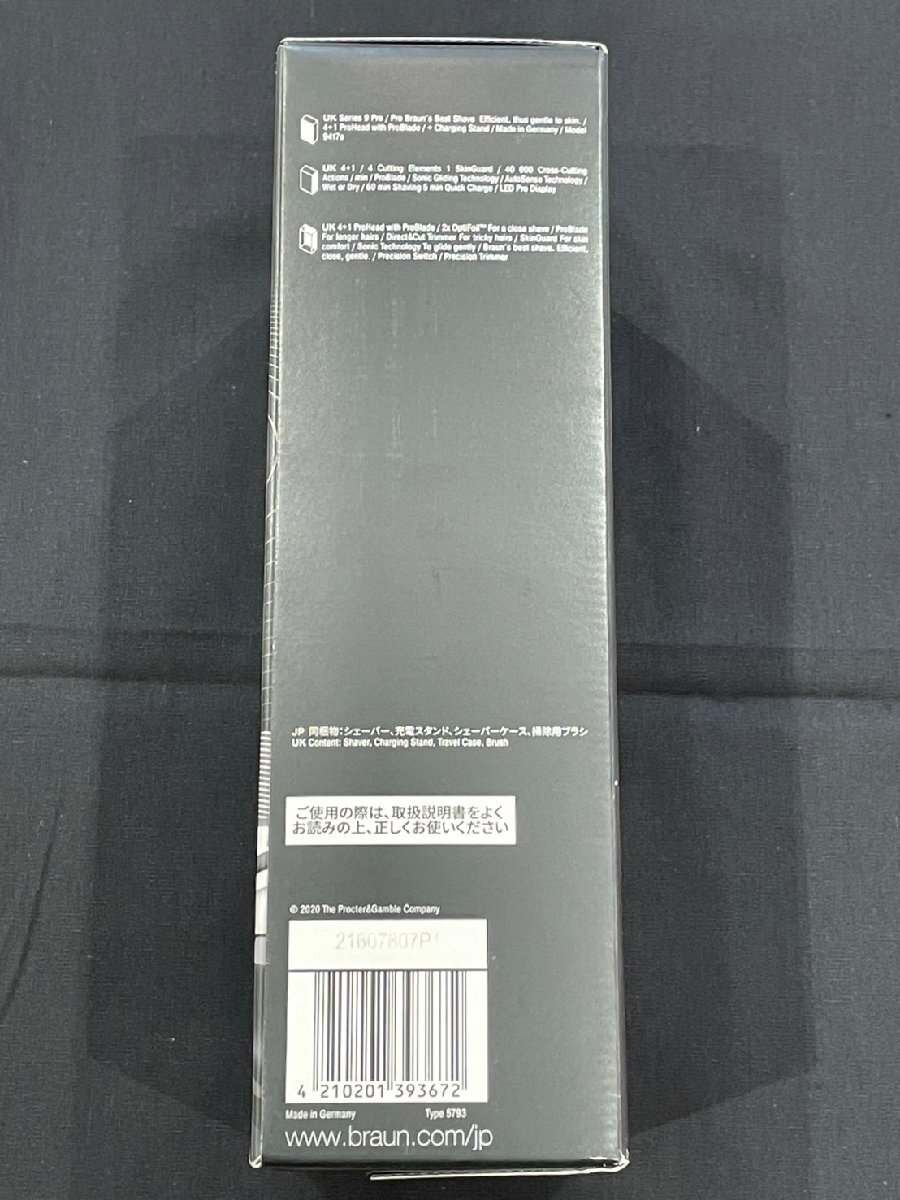 UK Series 9 Pro / Pro Braun's Best Shave Efficient, thus gentle to skin. /
4+1 ProHead with ProBlade / + Charging Stand / Made in Germany / Model
9417s
UK 4+1 / 4 Cutting Elements 1 SkinGuard / 40 000 Cross-Cutting
Actions / min / ProBlade / Sonic Gliding Technology / AutoSense Technology /
Wet or Dry / 60 min Shaving 5 min Quick Charge / LED Pro Display
UK 4+1 ProHead with ProBlade / 2x OptiFoil™ For a close shave / ProBlade
For longer hairs / Direct&Cut Trimmer For tricky hairs / SkinGuard For skin
comfort / Sonic Technology To glide gently / Braun's best shave. Efficient,
close, gentle. / Precision Switch / Precision Trimmer
JP 同梱物：シェーバー、充電スタンド、シェーバーケース、掃除用ブラシ
UK Content: Shaver, Charging Stand, Travel Case, Brush
ご使用の際は、取扱説明書をよく
お読みの上、正しくお使いください
© 2020 The Procter&Gamble Company
21607807P1
4 210201 393672
Made in Germany Type 5793
www.braun.com/jp